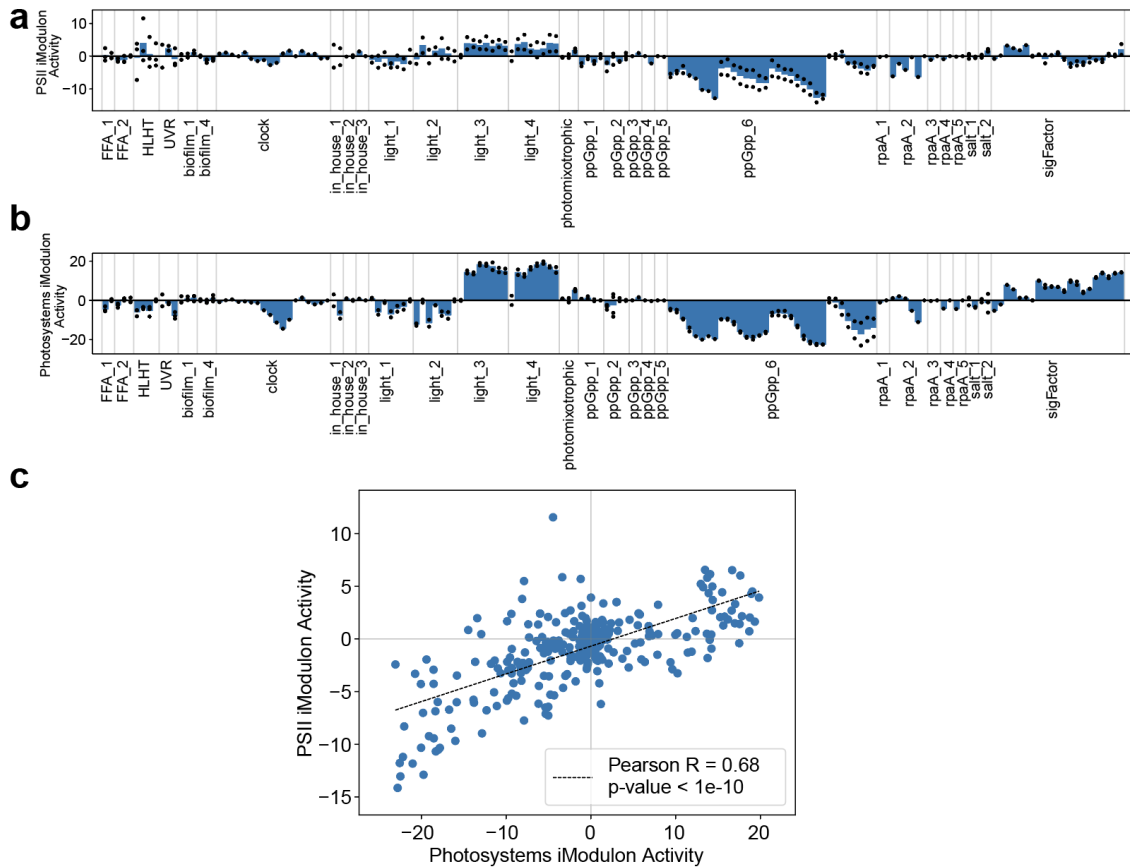 a
PSII iModulon
Activity
10
0
−10
FFA_1
FFA_2
HLHT
UVR
biofilm_1
biofilm_4
clock
in_house_1
in_house_2
in_house_3
light_1
light_2
light_3
light_4
photomixotrophic
ppGpp_1
ppGpp_2
ppGpp_3
ppGpp_4
ppGpp_5
ppGpp_6
rpaA_1
rpaA_2
rpaA_3
rpaA_4
rpaA_5
salt_1
salt_2
sigFactor
b
Photosystems iModulon
Activity
20
0
−20
FFA_1
FFA_2
HLHT
UVR
biofilm_1
biofilm_4
clock
in_house_1
in_house_2
in_house_3
light_1
light_2
light_3
light_4
photomixotrophic
ppGpp_1
ppGpp_2
ppGpp_3
ppGpp_4
ppGpp_5
ppGpp_6
rpaA_1
rpaA_2
rpaA_3
rpaA_4
rpaA_5
salt_1
salt_2
sigFactor
c
PSII iModulon Activity
10
5
0
−5
−10
−15
Pearson R = 0.68
p-value < 1e-10
−20
−10
0
10
20
Photosystems iModulon Activity